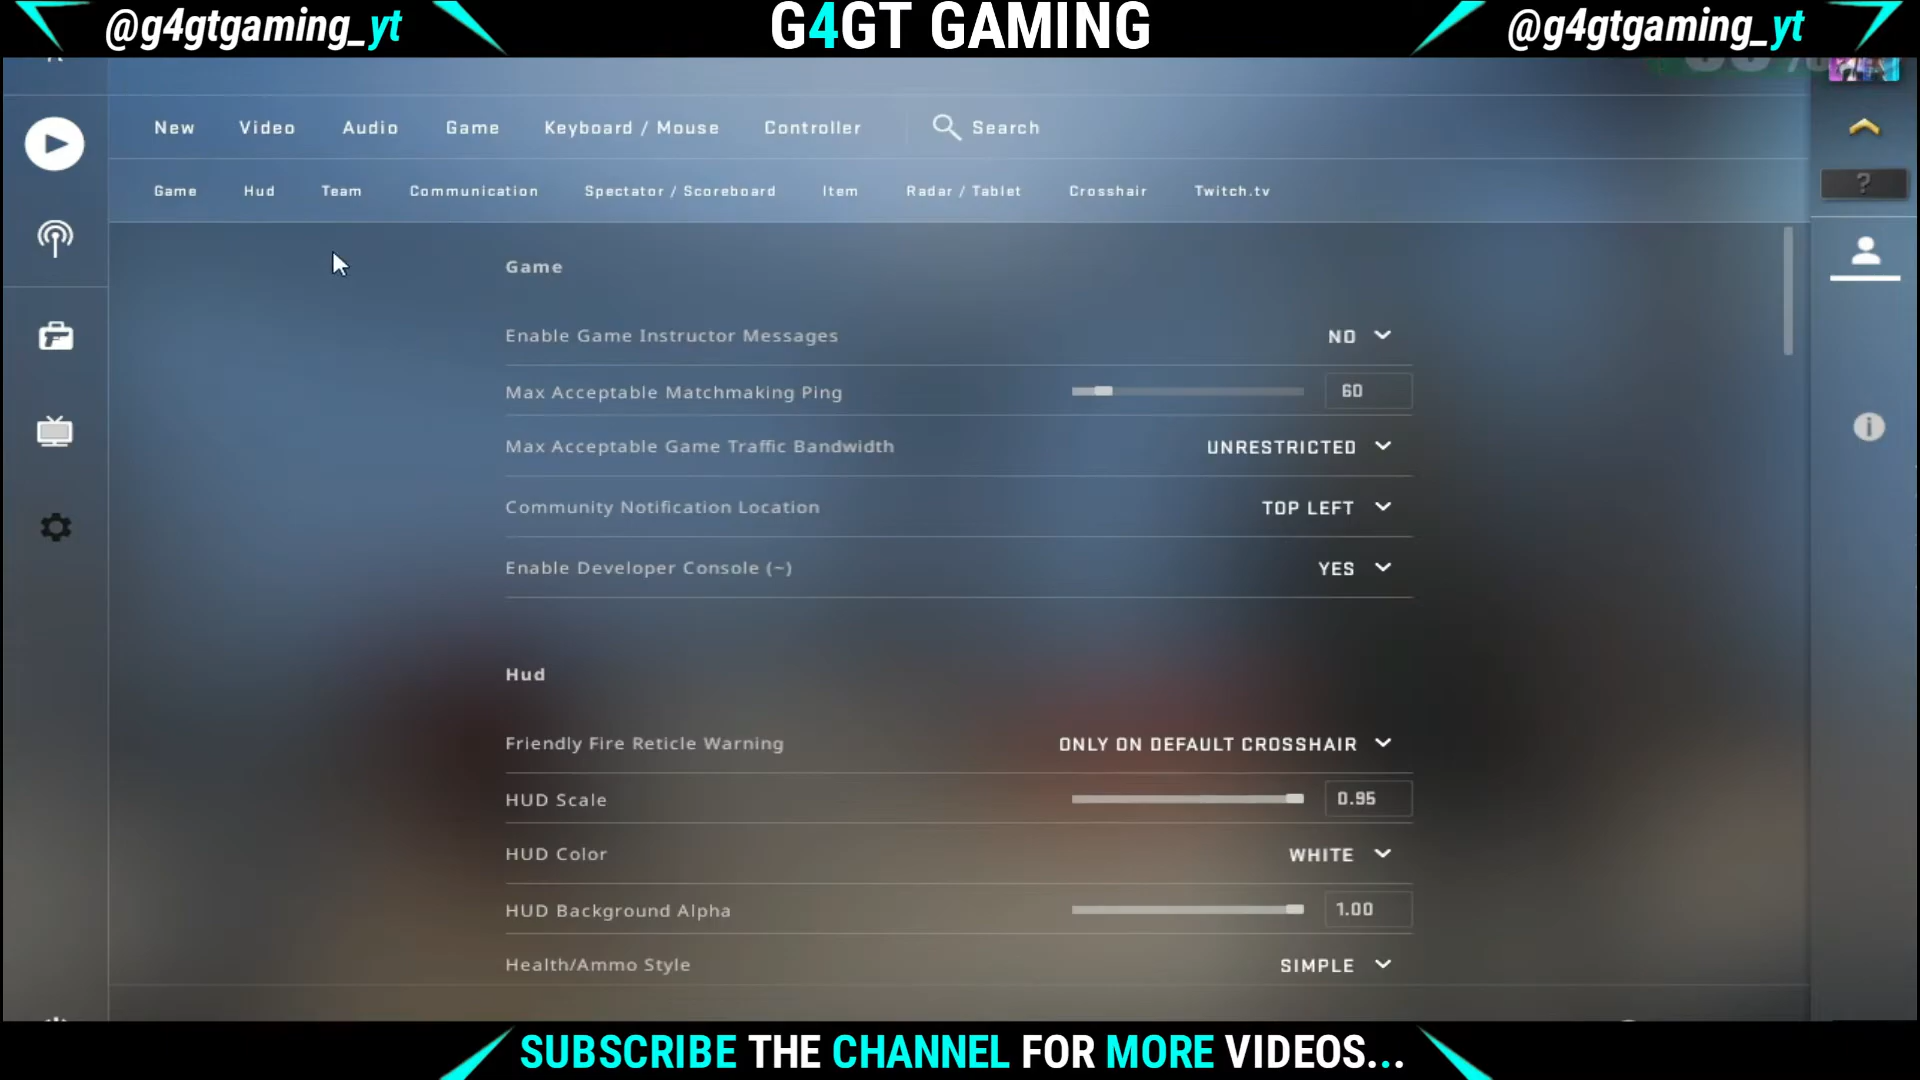 @g4gtgaming_yt
G4GT GAMING
@g4gtgaming_yt
New Video Audio Game Keyboard / Mouse Controller Search
Game Hud Team Communication Spectator / Scoreboard Item Radar / Tablet Crosshair Twitch.tv
?
Game
Enable Game Instructor Messages NO
Max Acceptable Matchmaking Ping 60
Max Acceptable Game Traffic Bandwidth UNRESTRICTED
Community Notification Location TOP LEFT
Enable Developer Console (~) YES
Hud
Friendly Fire Reticle Warning ONLY ON DEFAULT CROSSHAIR
HUD Scale 0.95
HUD Color WHITE
HUD Background Alpha 1.00
Health/Ammo Style SIMPLE
SUBSCRIBE THE CHANNEL FOR MORE VIDEOS...